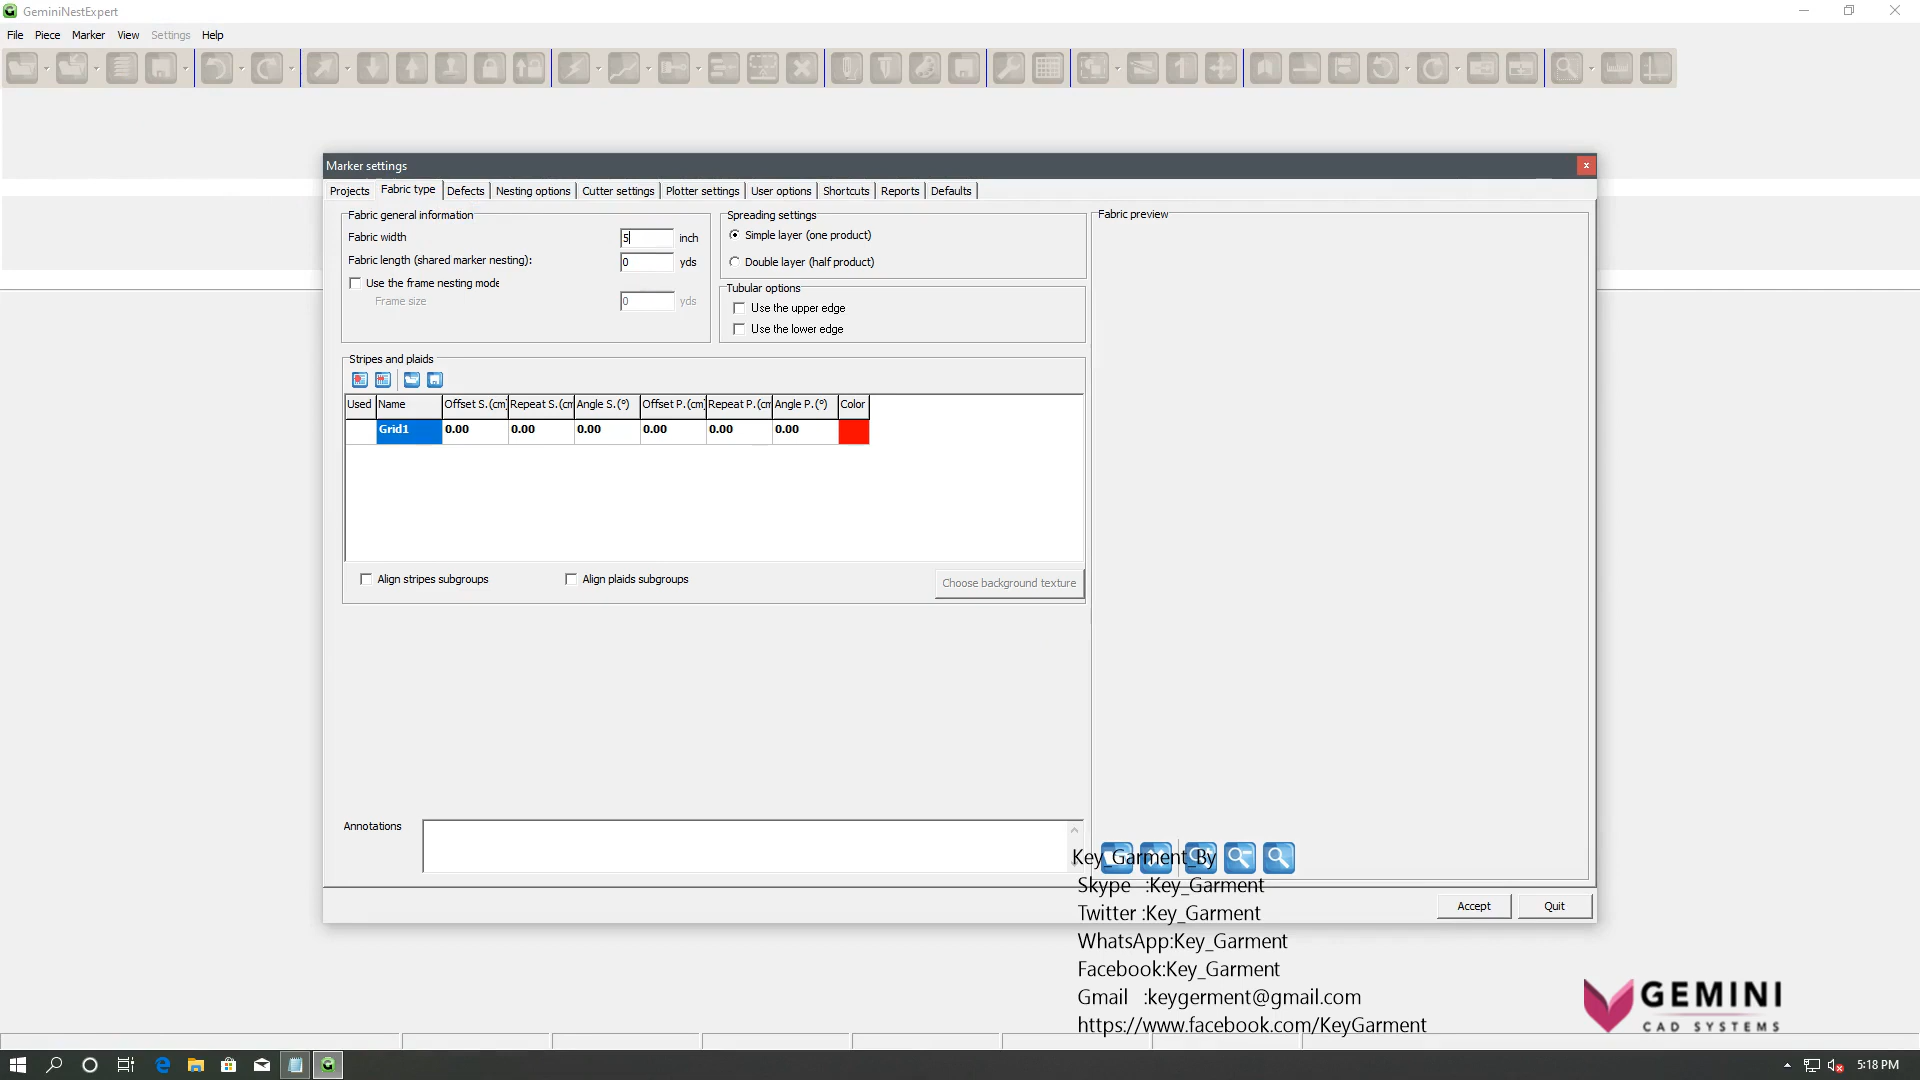 GeminiNestExpert
File Piece Marker View Settings Help
Marker settings
Projects Fabric type Defects Nesting options Cutter settings Plotter settings User options Shortcuts Reports Defaults
Fabric general information
Fabric width 5 inch
Fabric length (shared marker nesting): 0 yds
Use the frame nesting mode
Frame size 0 yds
Spreading settings
Simple layer (one product)
Double layer (half product)
Tubular options
Use the upper edge
Use the lower edge
Fabric preview
Stripes and plaids
Used Name Offset S.(cm) Repeat S.(cm Angle S.(°) Offset P.(cm) Repeat P.(cm Angle P.(°) Color
Grid1 0.00 0.00 0.00 0.00 0.00 0.00
Align stripes subgroups Align plaids subgroups Choose background texture
Annotations
Accept Quit
Key_Garment_By
Skype :Key_Garment
Twitter :Key_Garment
WhatsApp:Key_Garment
Facebook:Key_Garment
Gmail :keygerment@gmail.com
https://www.facebook.com/KeyGarment
GEMINI
CAD SYSTEMS
5:18 PM